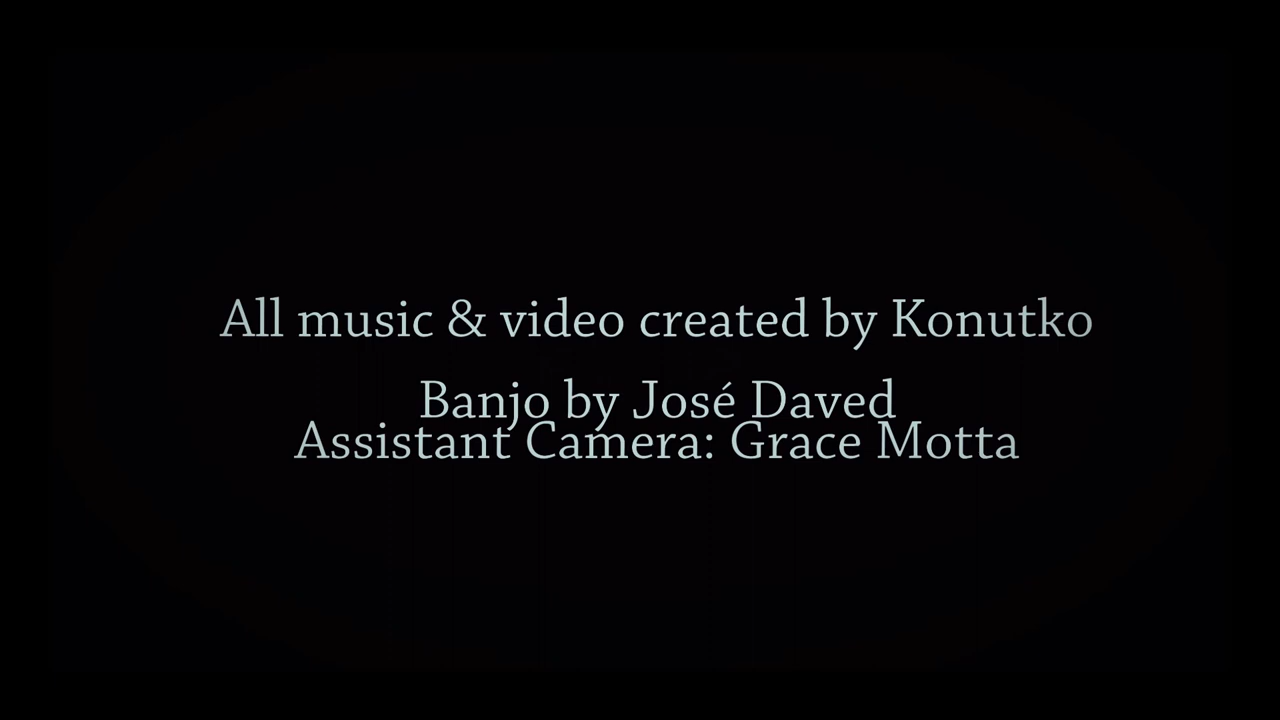 All music & video created by Konutko
Banjo by José Daved
Assistant Camera: Grace Motta